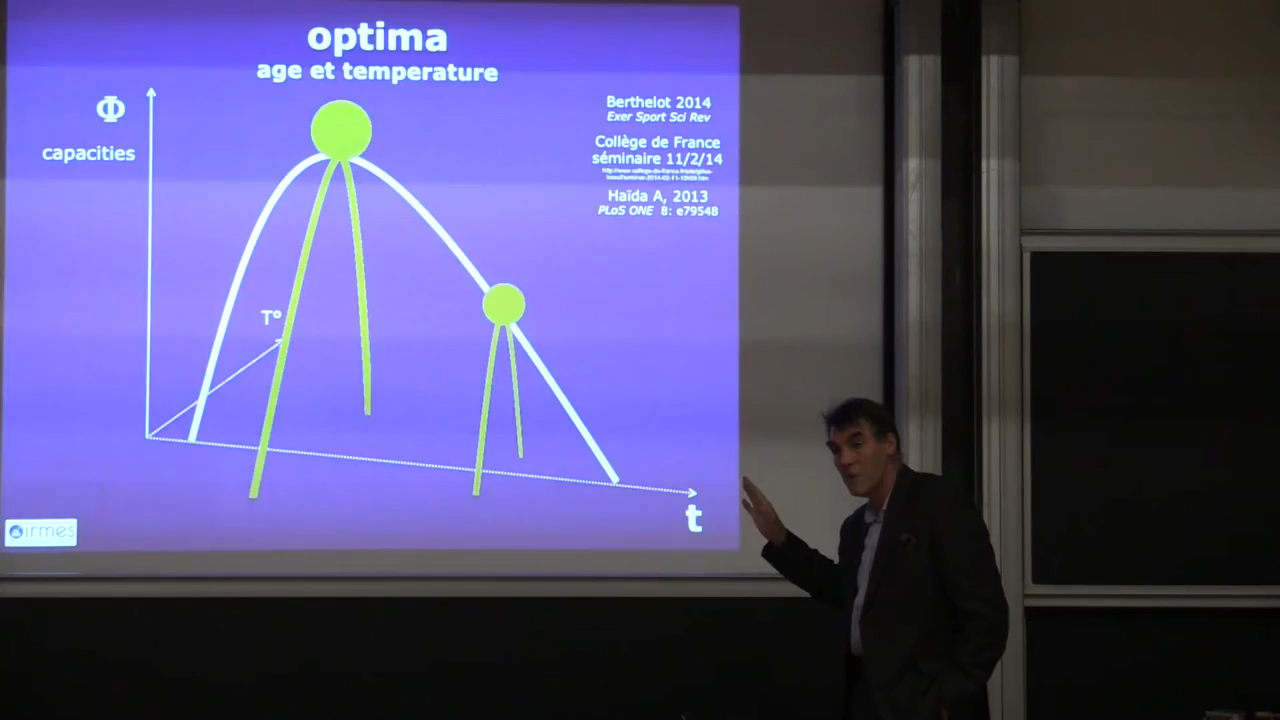 optima
age et temperature
Φ
capacities
Berthelot 2014
Exer Sport Sci Rev
Collège de France
séminaire 11/2/14
Haïda A, 2013
PLoS ONE 8: e79548
T°
t
irmes